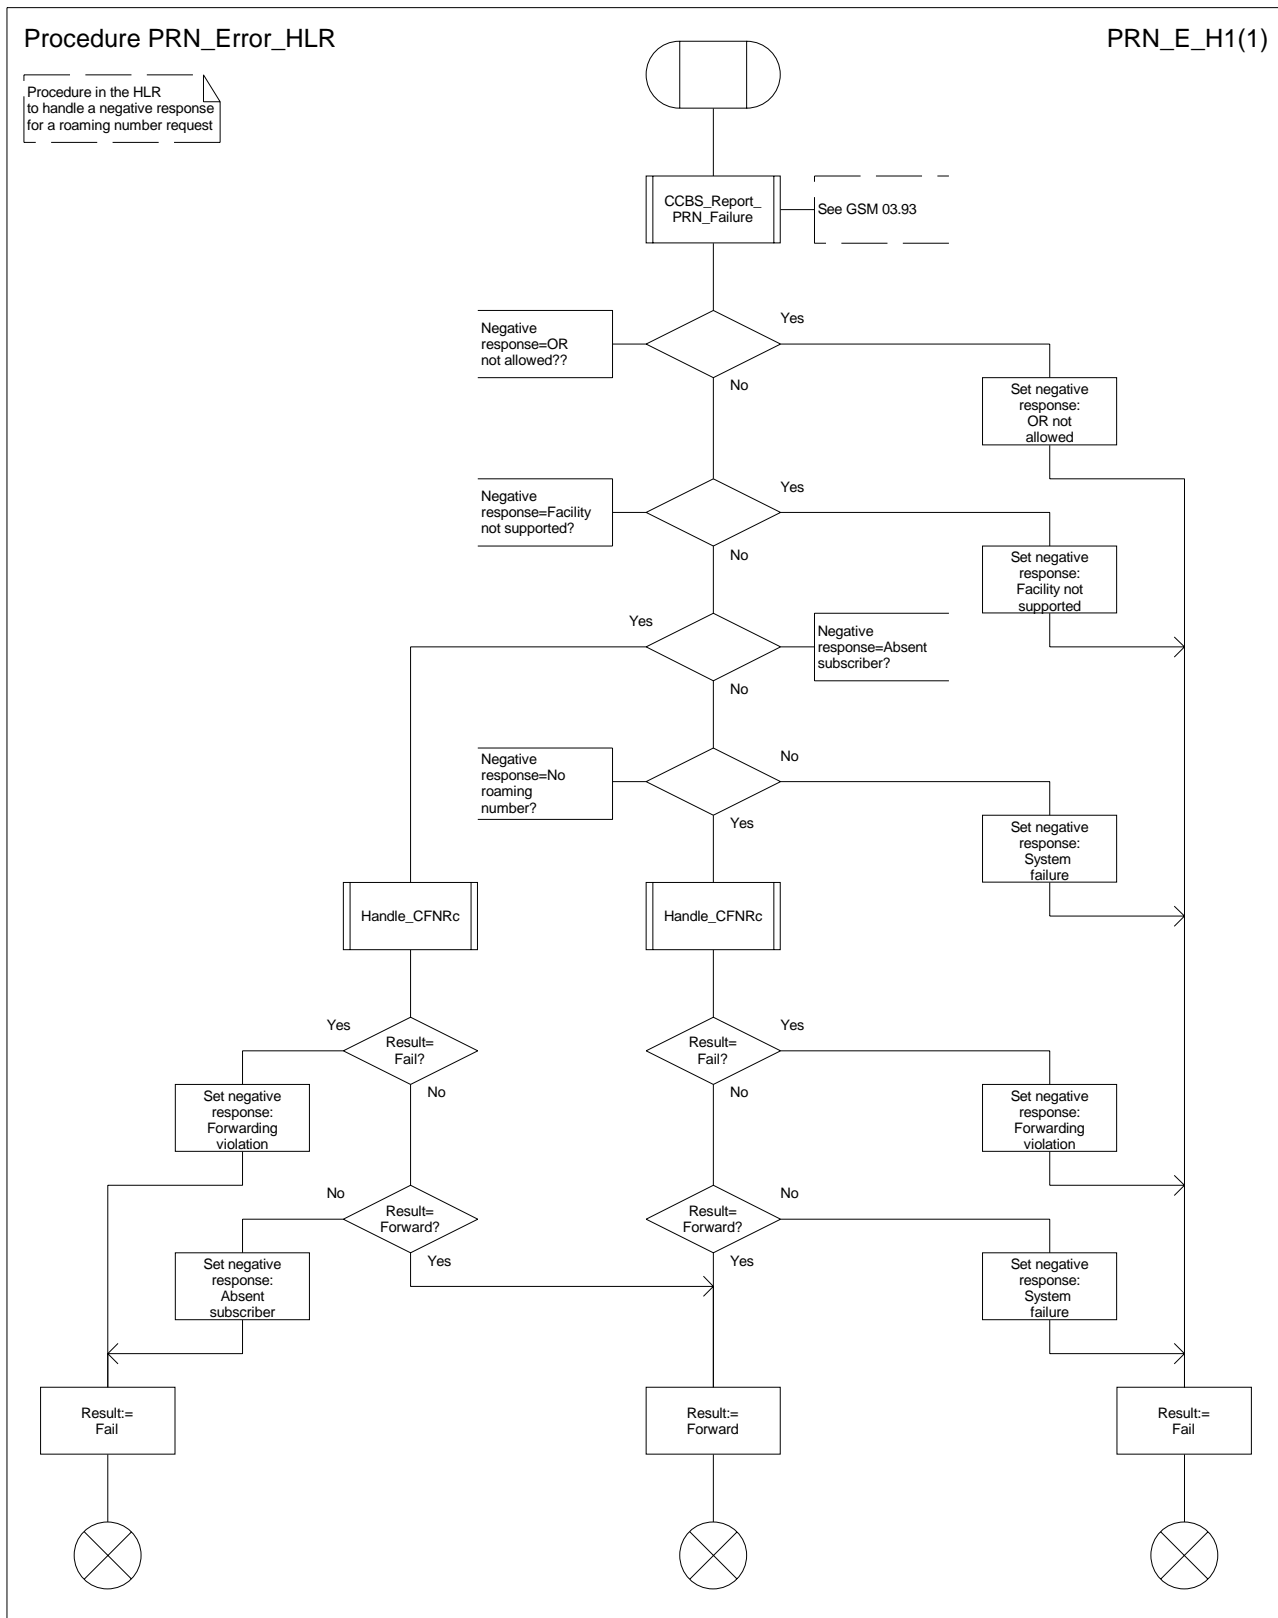 Procedure PRN_Error_HLR
PRN_E_H1(1)
Procedure in the HLR
to handle a negative response
for a roaming number request
CCBS_Report_
PRN_Failure
See GSM 03.93
Negative
response=OR
not allowed??
Yes
No
Set negative
response:
OR not
allowed
Negative
response=Facility
not supported?
Yes
No
Set negative
response:
Facility not
supported
Yes
Negative
response=Absent
subscriber?
No
Negative
response=No
roaming
number?
No
Yes
Set negative
response:
System
failure
Handle_CFNRc
Handle_CFNRc
Yes
Result=
Fail?
No
Yes
Result=
Fail?
No
Set negative
response:
Forwarding
violation
Set negative
response:
Forwarding
violation
No
Result=
Forward?
Yes
No
Result=
Forward?
Yes
Set negative
response:
Absent
subscriber
Set negative
response:
System
failure
Result:=
Fail
Result:=
Forward
Result:=
Fail